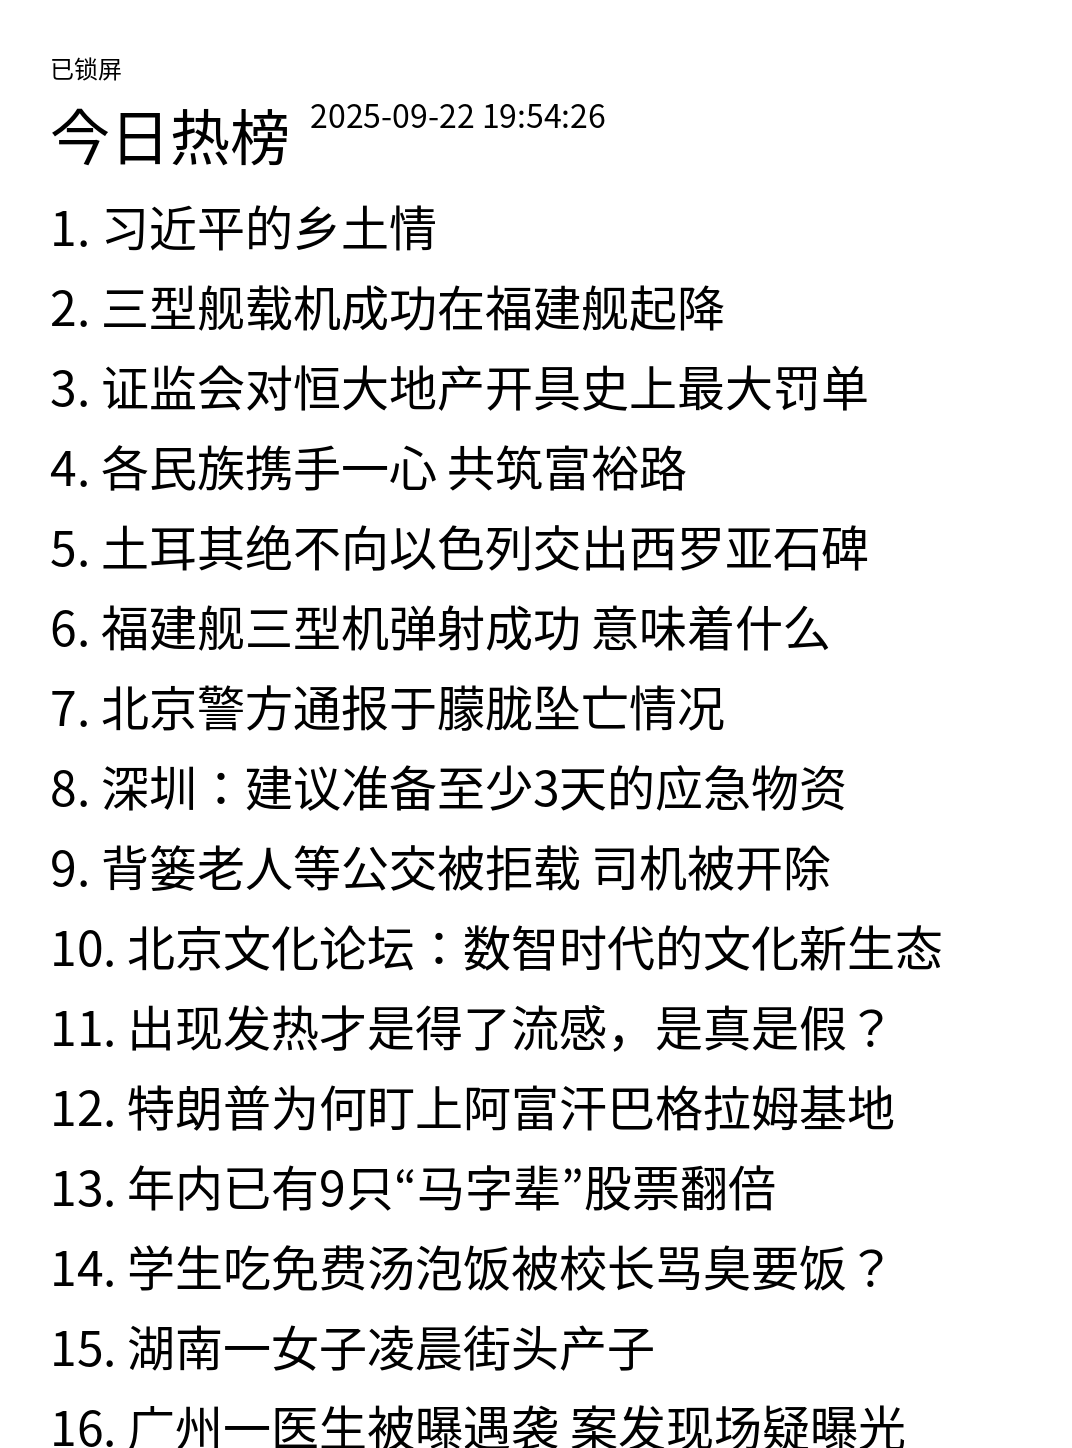 已锁屏
今日热榜 2025-09-22 19:54:26
1. 习近平的乡土情
2. 三型舰载机成功在福建舰起降
3. 证监会对恒大地产开具史上最大罚单
4. 各民族携手一心 共筑富裕路
5. 土耳其绝不向以色列交出西罗亚石碑
6. 福建舰三型机弹射成功 意味着什么
7. 北京警方通报于朦胧坠亡情况
8. 深圳：建议准备至少3天的应急物资
9. 背篓老人等公交被拒载 司机被开除
10. 北京文化论坛：数智时代的文化新生态
11. 出现发热才是得了流感，是真是假？
12. 特朗普为何盯上阿富汗巴格拉姆基地
13. 年内已有9只“马字辈”股票翻倍
14. 学生吃免费汤泡饭被校长骂臭要饭？
15. 湖南一女子凌晨街头产子
16. 广州一医生被曝遇袭 案发现场疑曝光